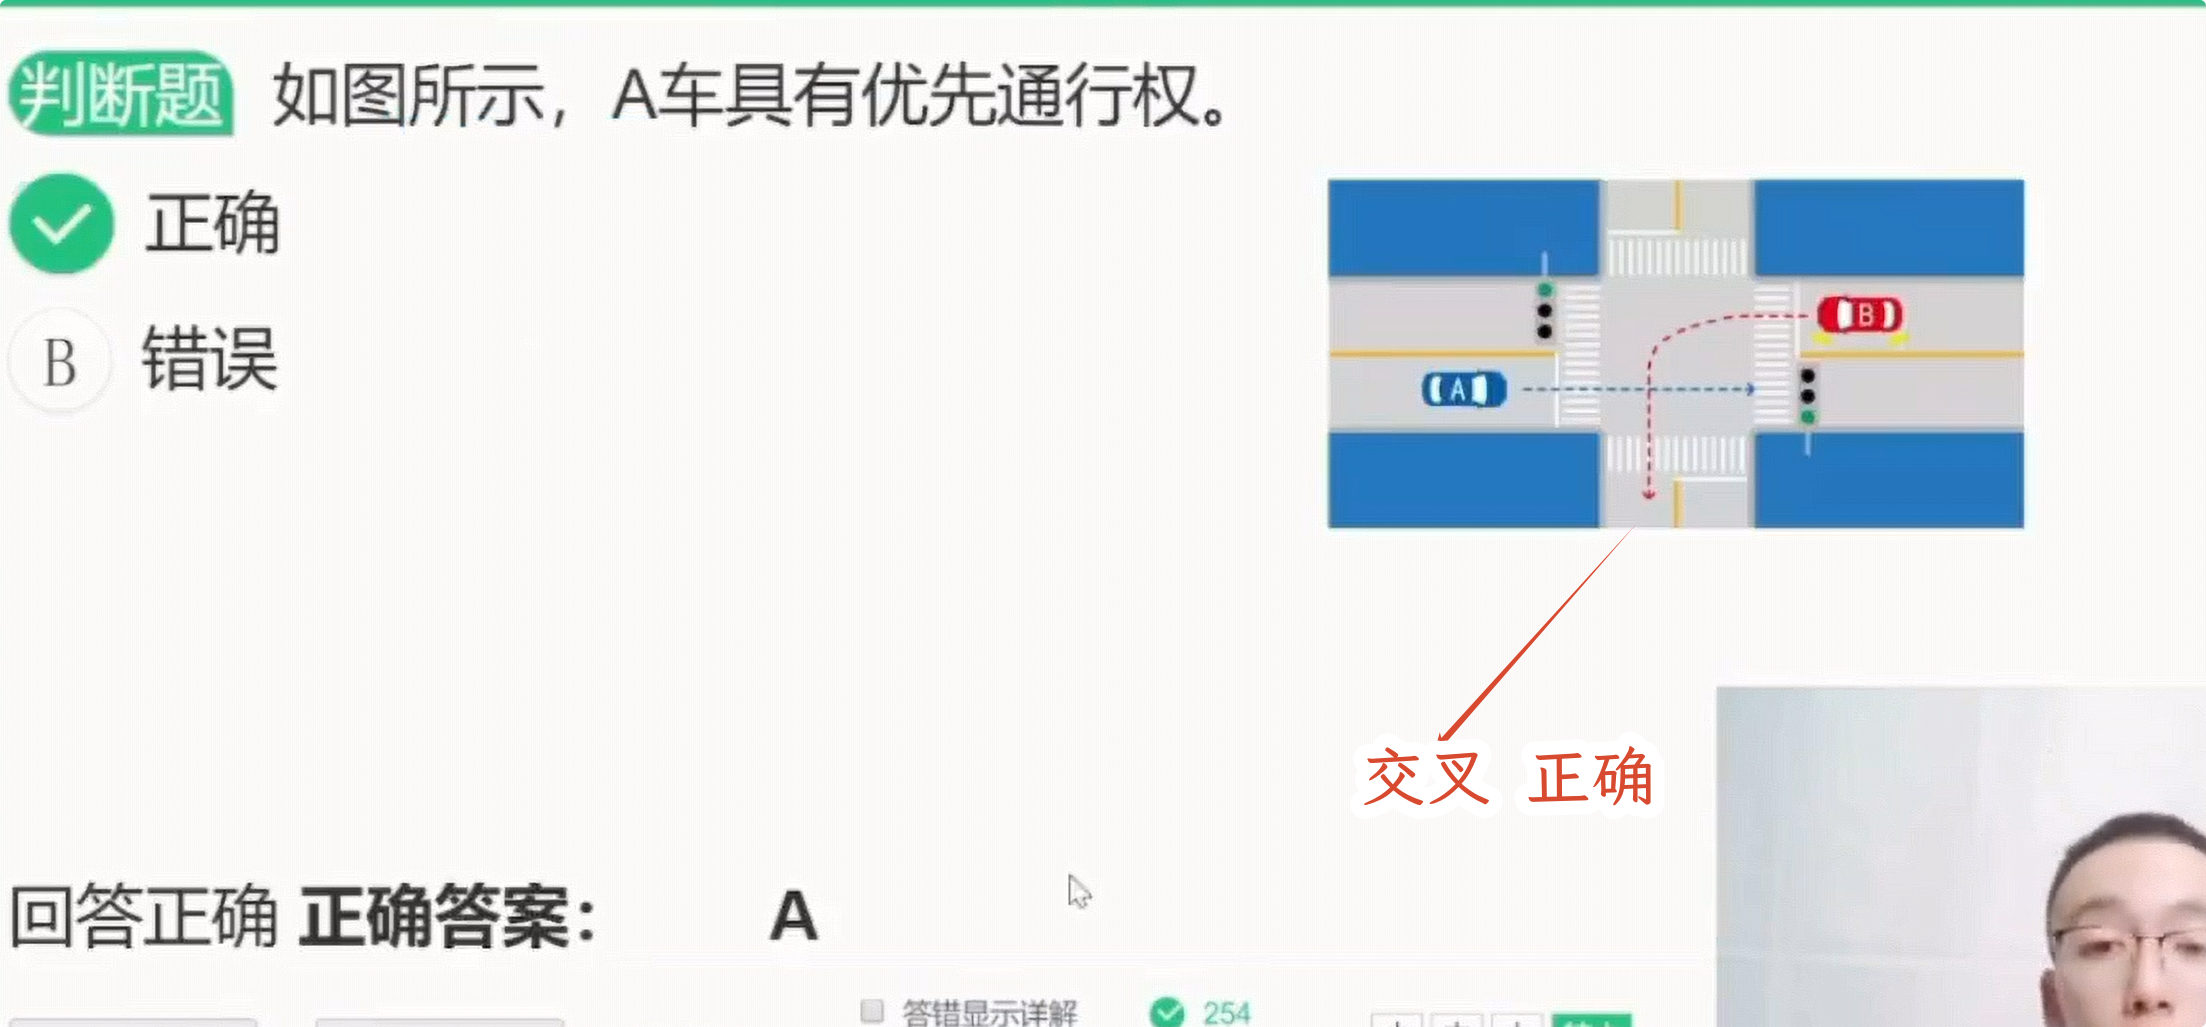 判断题 如图所示，A车具有优先通行权。
正确
B 错误
B
A
交叉 正确
回答正确 正确答案： A
答错显示详解 254